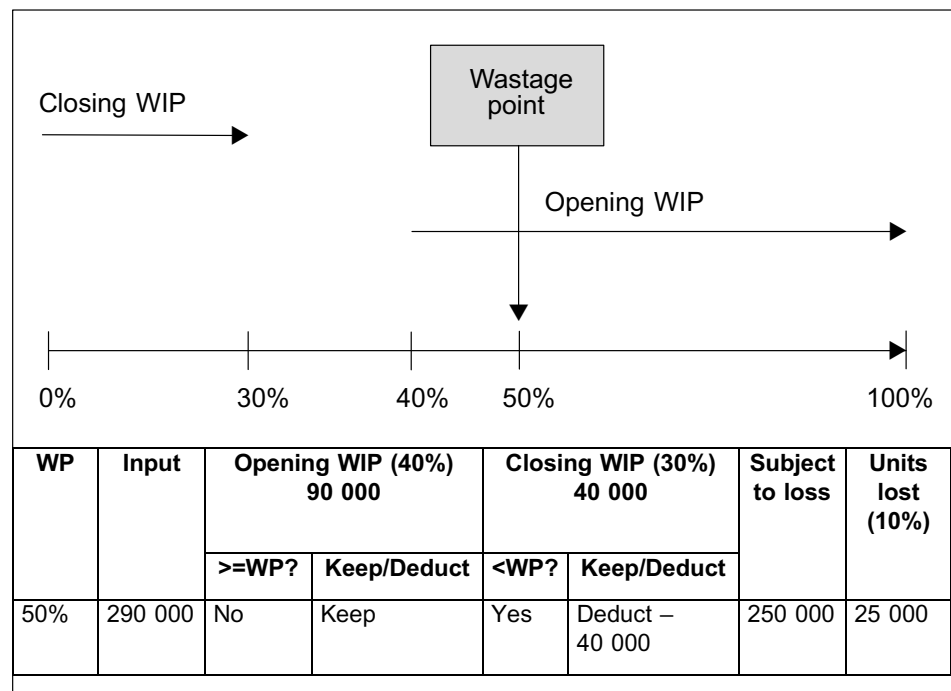 Wastage
point
Closing WIP
Opening WIP
0% 30% 40% 50% 100%
WP Input Opening WIP (40%) Closing WIP (30%) Subject Units
90 000 40 000 to loss lost
(10%)
>=WP? Keep/Deduct <WP? Keep/Deduct
50% 290 000 No Keep Yes Deduct – 250 000 25 000
40 000